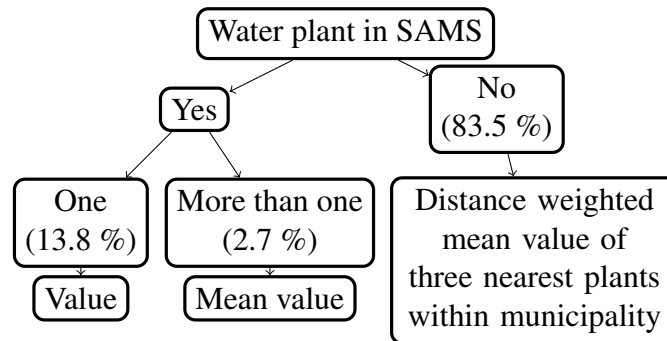 Water plant in SAMS
Yes
No
(83.5 %)
One
(13.8 %)
More than one
(2.7 %)
Distance weighted
mean value of
three nearest plants
within municipality
Value
Mean value